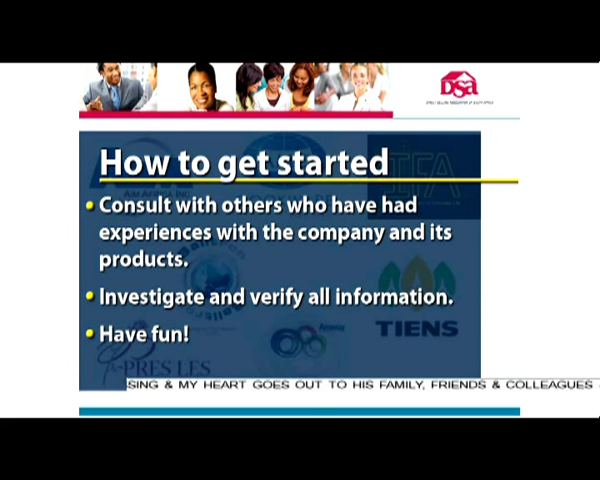 DSA
How to get started
• Consult with others who have had
experiences with the company and its
products.
• Investigate and verify all information.
• Have fun!
TIENS
PRES LES
SING & MY HEART GOES OUT TO HIS FAMILY, FRIENDS & COLLEAGUES